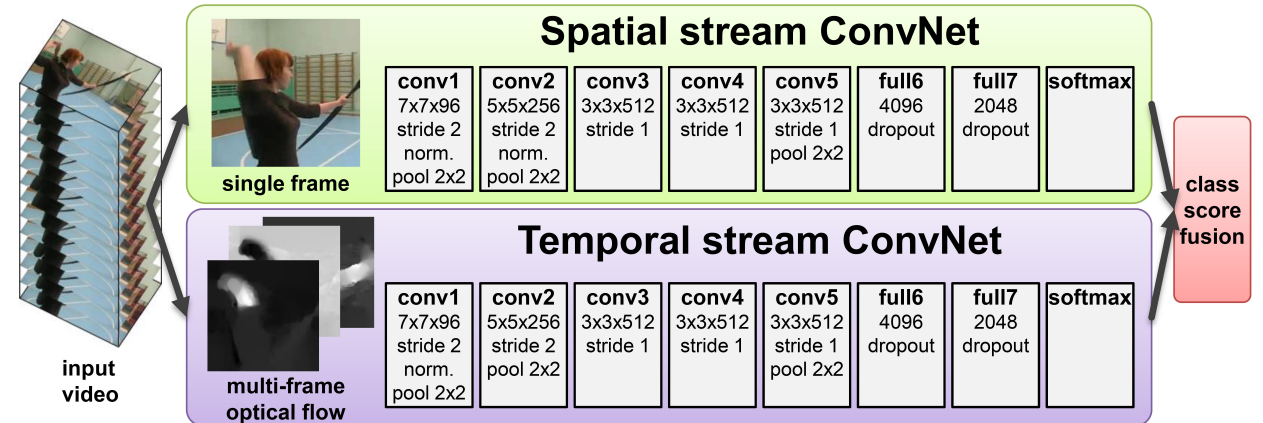 Spatial stream ConvNet
conv1
7x7x96
stride 2
norm.
pool 2x2
conv2
5x5x256
stride 2
norm.
pool 2x2
conv3
3x3x512
stride 1
conv4
3x3x512
stride 1
conv5
3x3x512
stride 1
pool 2x2
full6
4096
dropout
full7
2048
dropout
softmax
single frame
Temporal stream ConvNet
conv1
7x7x96
stride 2
norm.
pool 2x2
conv2
5x5x256
stride 2
pool 2x2
conv3
3x3x512
stride 1
conv4
3x3x512
stride 1
conv5
3x3x512
stride 1
pool 2x2
full6
4096
dropout
full7
2048
dropout
softmax
multi-frame
optical flow
input
video
class
score
fusion